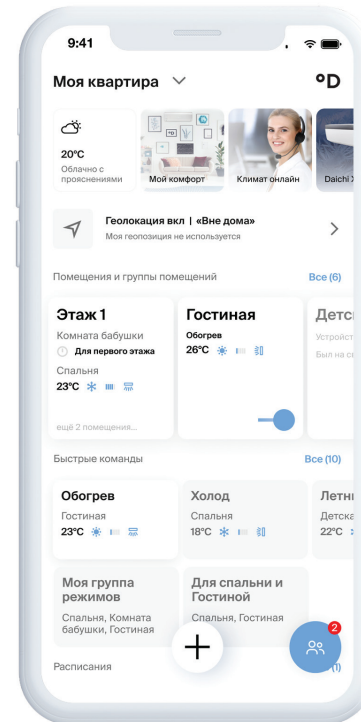 9:41
Моя квартира
°D
20°C
Облачно с
прояснениями
Мой комфорт
Климат онлайн
Daichi
Геолокация вкл | «Вне дома»
Моя геопозиция не используется
Помещения и группы помещений
Все (6)
Этаж 1
Комната бабушки
Для первого этажа
Спальня
23°C
ещё 2 помещения...
Гостиная
Обогрев
26°C
Детс
Устройст
Был на с
Быстрые команды
Все (10)
Обогрев
Гостиная
23°C
Холод
Спальня
18°C
Летн
Детска
22°C
Моя группа
режимов
Спальня, Комната
бабушки, Гостиная
Для спальни и
Гостиной
Спальня, Гостиная
2
Расписания